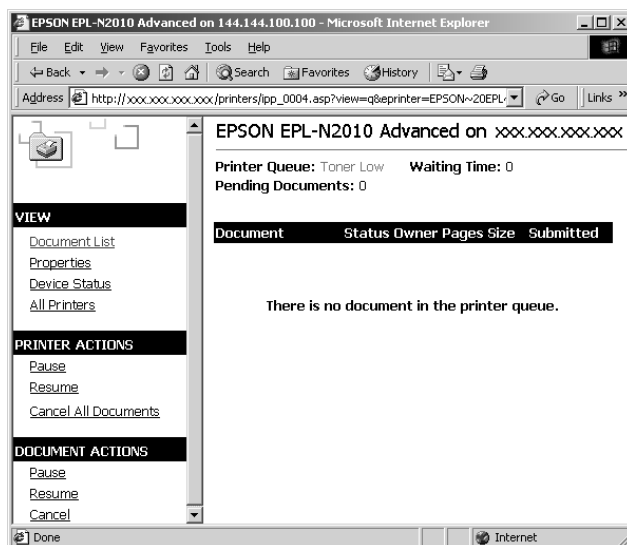 EPSON EPL-N2010 Advanced on 144.144.100.100 - Microsoft Internet Explorer
File Edit View Favorites Tools Help
Back Search Favorites History
Address http://xxx.xxx.xxx.xxx/printers/ipp_0004.asp?view=q&eprinter=EPSON~20EPL- Go Links »
EPSON EPL-N2010 Advanced on xxx.xxx.xxx.xxx
Printer Queue: Toner Low Waiting Time: 0
Pending Documents: 0
Document Status Owner Pages Size Submitted
There is no document in the printer queue.
VIEW
Document List
Properties
Device Status
All Printers
PRINTER ACTIONS
Pause
Resume
Cancel All Documents
DOCUMENT ACTIONS
Pause
Resume
Cancel
Done Internet